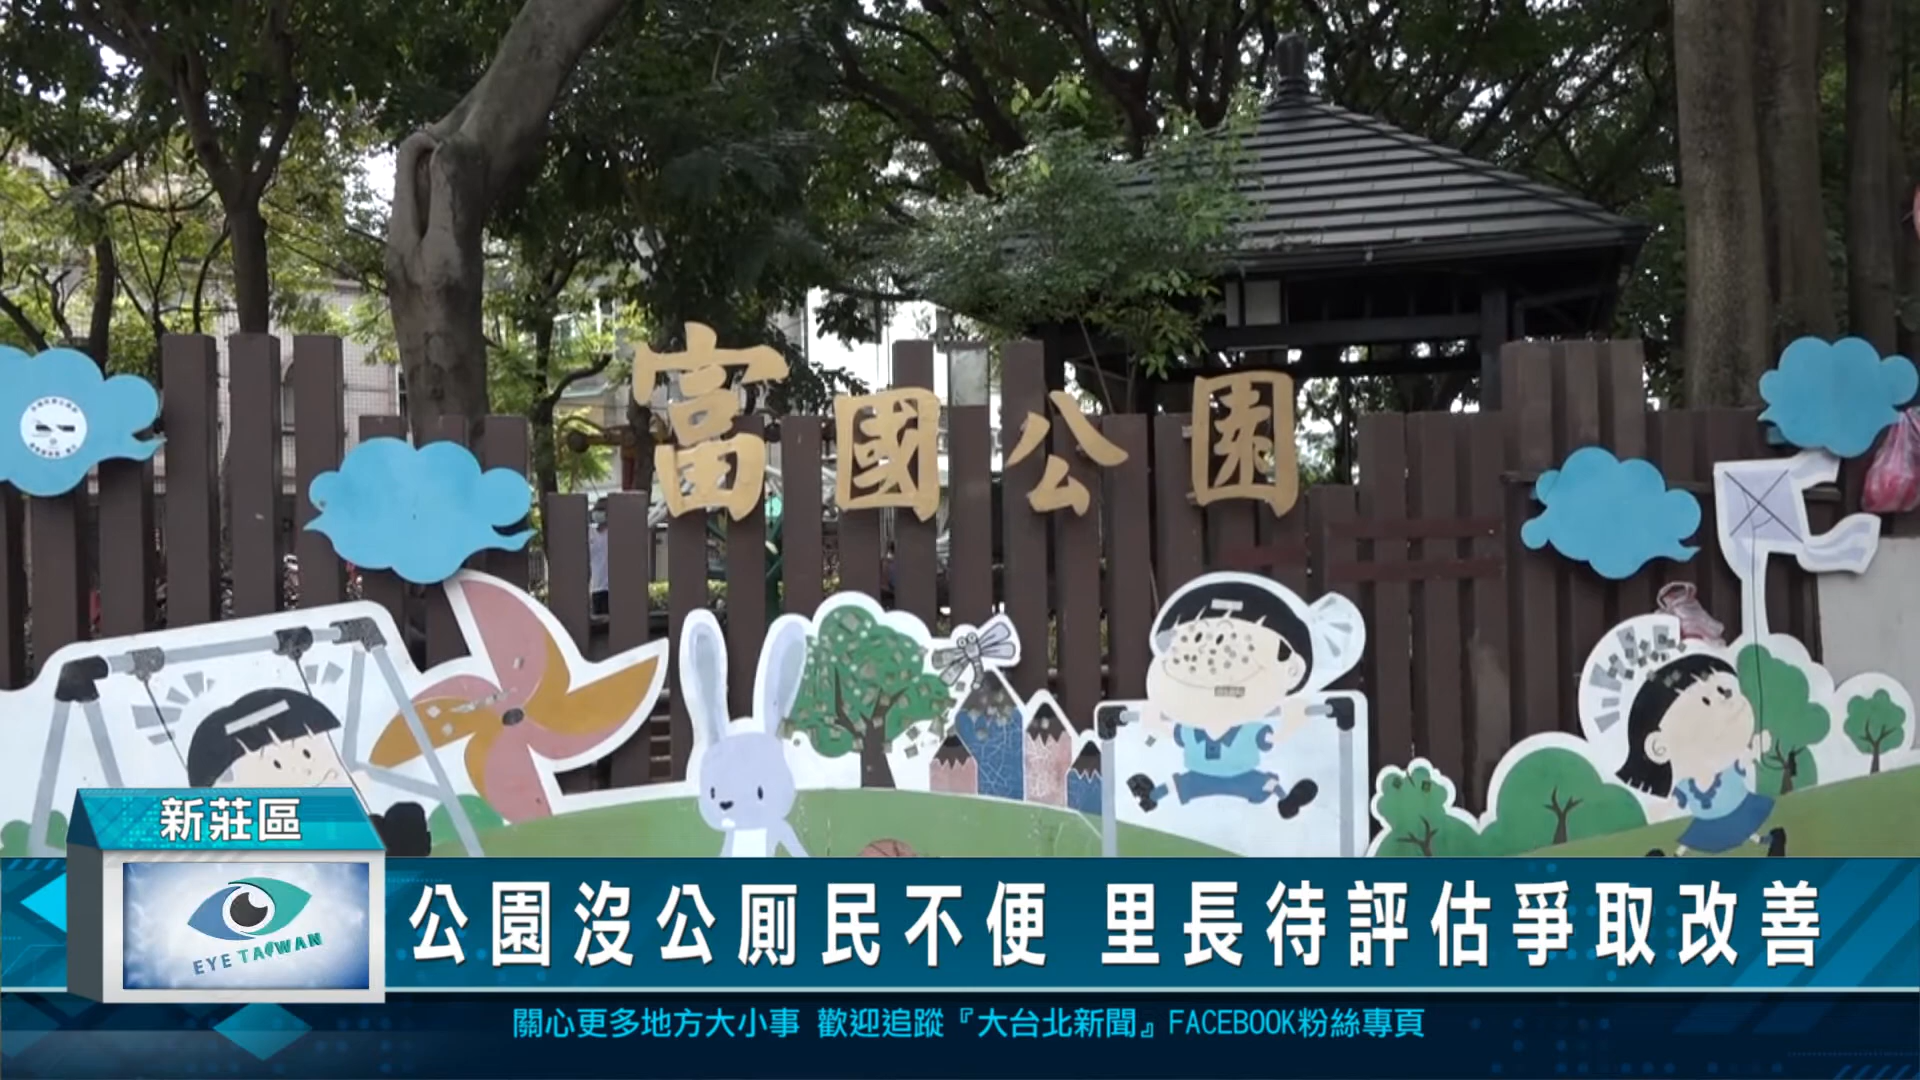 富國公園
新莊區
EYE TAIWAN
公園沒公厠民不便 里長待評估爭取改善
關心更多地方大小事 歡迎追蹤『大台北新聞』FACEBOOK粉絲專頁